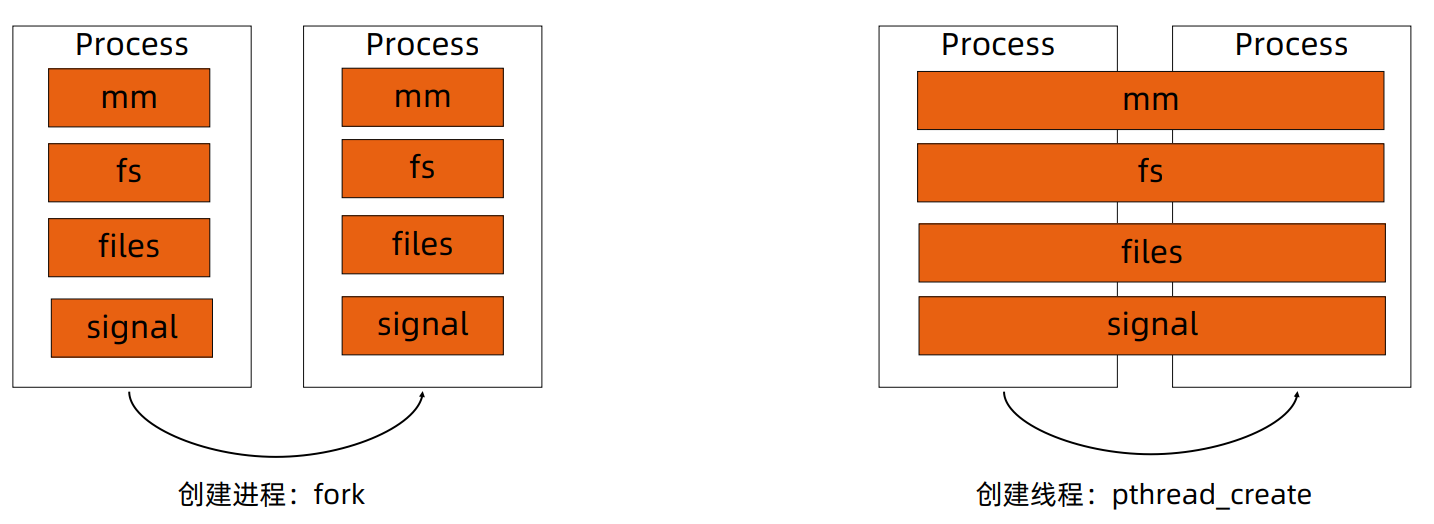 Process
mm
fs
files
signal
Process
mm
fs
files
signal
创建进程：fork
Process
Process
mm
fs
files
signal
创建线程：pthread_create